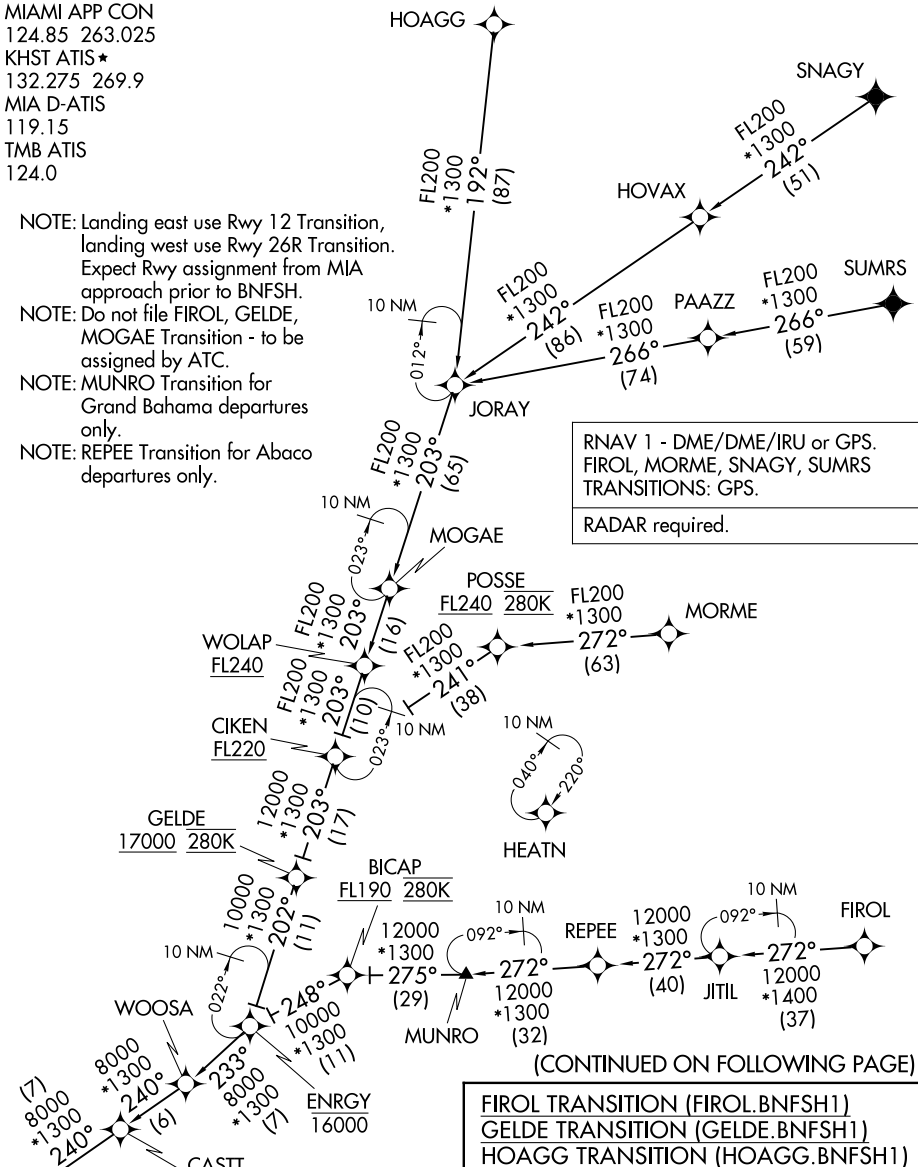 MIAMI APP CON
124.85 263.025
KHST ATIS★
132.275 269.9
MIA D-ATIS
119.15
TMB ATIS
124.0
HOAGG
SNAGY
FL200
*1300
192°
(87)
FL200
*1300
242°
(51)
HOVAX
NOTE: Landing east use Rwy 12 Transition,
landing west use Rwy 26R Transition.
Expect Rwy assignment from MIA
approach prior to BNFSH.
NOTE: Do not file FIROL, GELDE,
MOGAE Transition - to be
assigned by ATC.
NOTE: MUNRO Transition for
Grand Bahama departures
only.
NOTE: REPEE Transition for Abaco
departures only.
10 NM
012°
FL200
*1300
242°
(86)
FL200
*1300
266°
(74)
PAAZZ
FL200
*1300
266°
(59)
SUMRS
JORAY
RNAV 1 - DME/DME/IRU or GPS.
FIROL, MORME, SNAGY, SUMRS
TRANSITIONS: GPS.
RADAR required.
FL200
*1300
203°
(65)
10 NM
023°
MOGAE
FL200
*1300
203°
(16)
WOLAP
FL240
POSSE
FL240 280K
FL200
*1300
272°
(63)
MORME
FL200
*1300
241°
(38)
FL200
*1300
203°
(10)
10 NM
023°
CIKEN
FL220
10 NM
040°
220°
HEATN
12000
*1300
203°
(17)
GELDE
17000 280K
BICAP
FL190 280K
10000
*1300
202°
(11)
10 NM
022°
12000
*1300
275°
(29)
092°
10 NM
272°
12000
*1300
(32)
MUNRO
REPEE
12000
*1300
272°
(40)
092°
10 NM
JITIL
272°
12000
*1400
(37)
FIROL
248°
10000
*1300
(11)
WOOSA
ENRGY
16000
233°
8000
*1300
(7)
8000
*1300
240°
(6)
(7)
8000
*1300
240°
CASTT
(CONTINUED ON FOLLOWING PAGE)
FIROL TRANSITION (FIROL.BNFSH1)
GELDE TRANSITION (GELDE.BNFSH1)
HOAGG TRANSITION (HOAGG.BNFSH1)